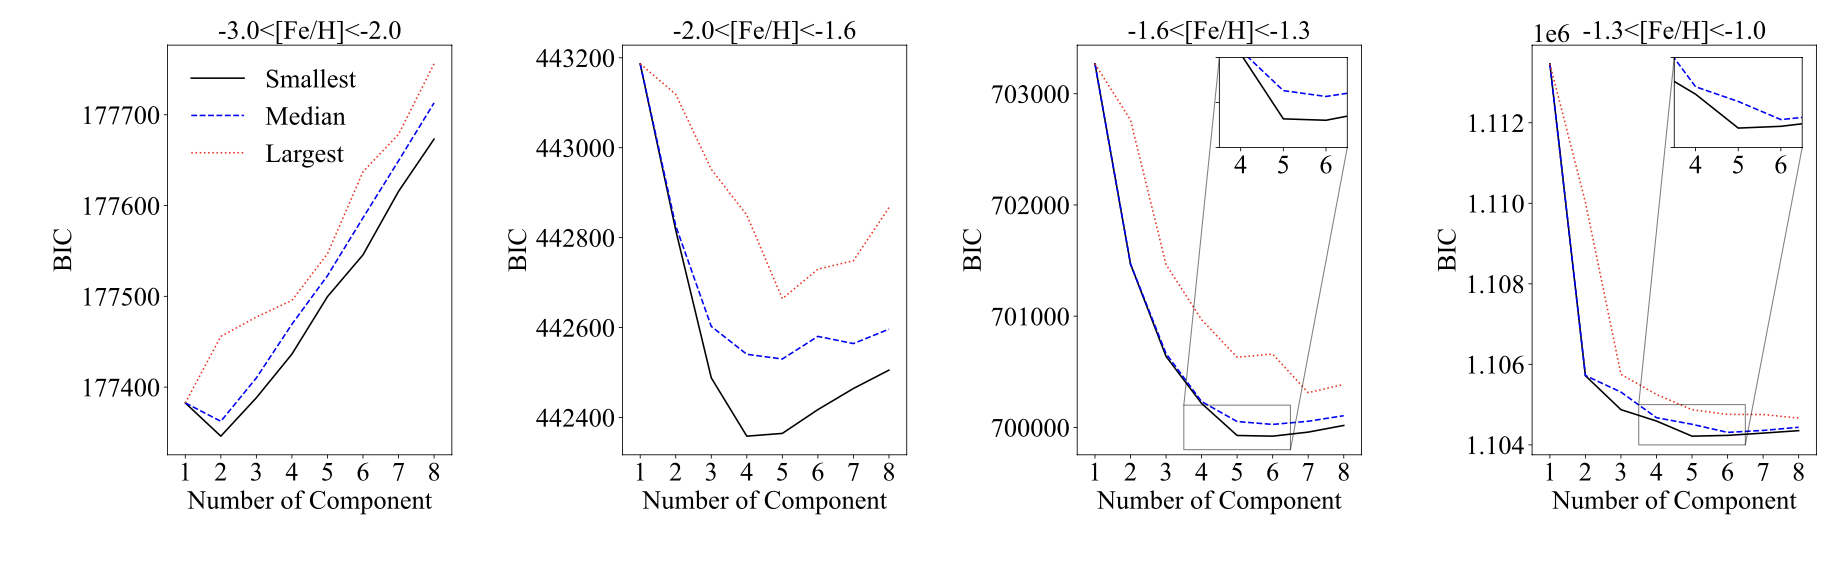 -3.0<[Fe/H]<-2.0
177700
177600
177500
177400
BIC
Smallest
Median
Largest
1 2 3 4 5 6 7 8
Number of Component
-2.0<[Fe/H]<-1.6
443200
443000
442800
442600
442400
BIC
1 2 3 4 5 6 7 8
Number of Component
-1.6<[Fe/H]<-1.3
703000
702000
701000
700000
BIC
4 5 6
1 2 3 4 5 6 7 8
Number of Component
1e6 -1.3<[Fe/H]<-1.0
1.112
1.110
1.108
1.106
1.104
BIC
4 5 6
1 2 3 4 5 6 7 8
Number of Component